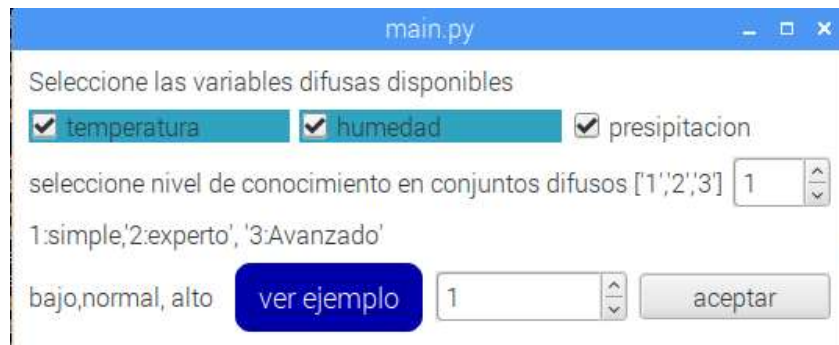 main.py
Seleccione las variables difusas disponibles
temperatura humedad presipitacion
seleccione nivel de conocimiento en conjuntos difusos ['1','2','3'] 1
1:simple,'2:experto', '3:Avanzado'
bajo,normal, alto ver ejemplo 1 aceptar